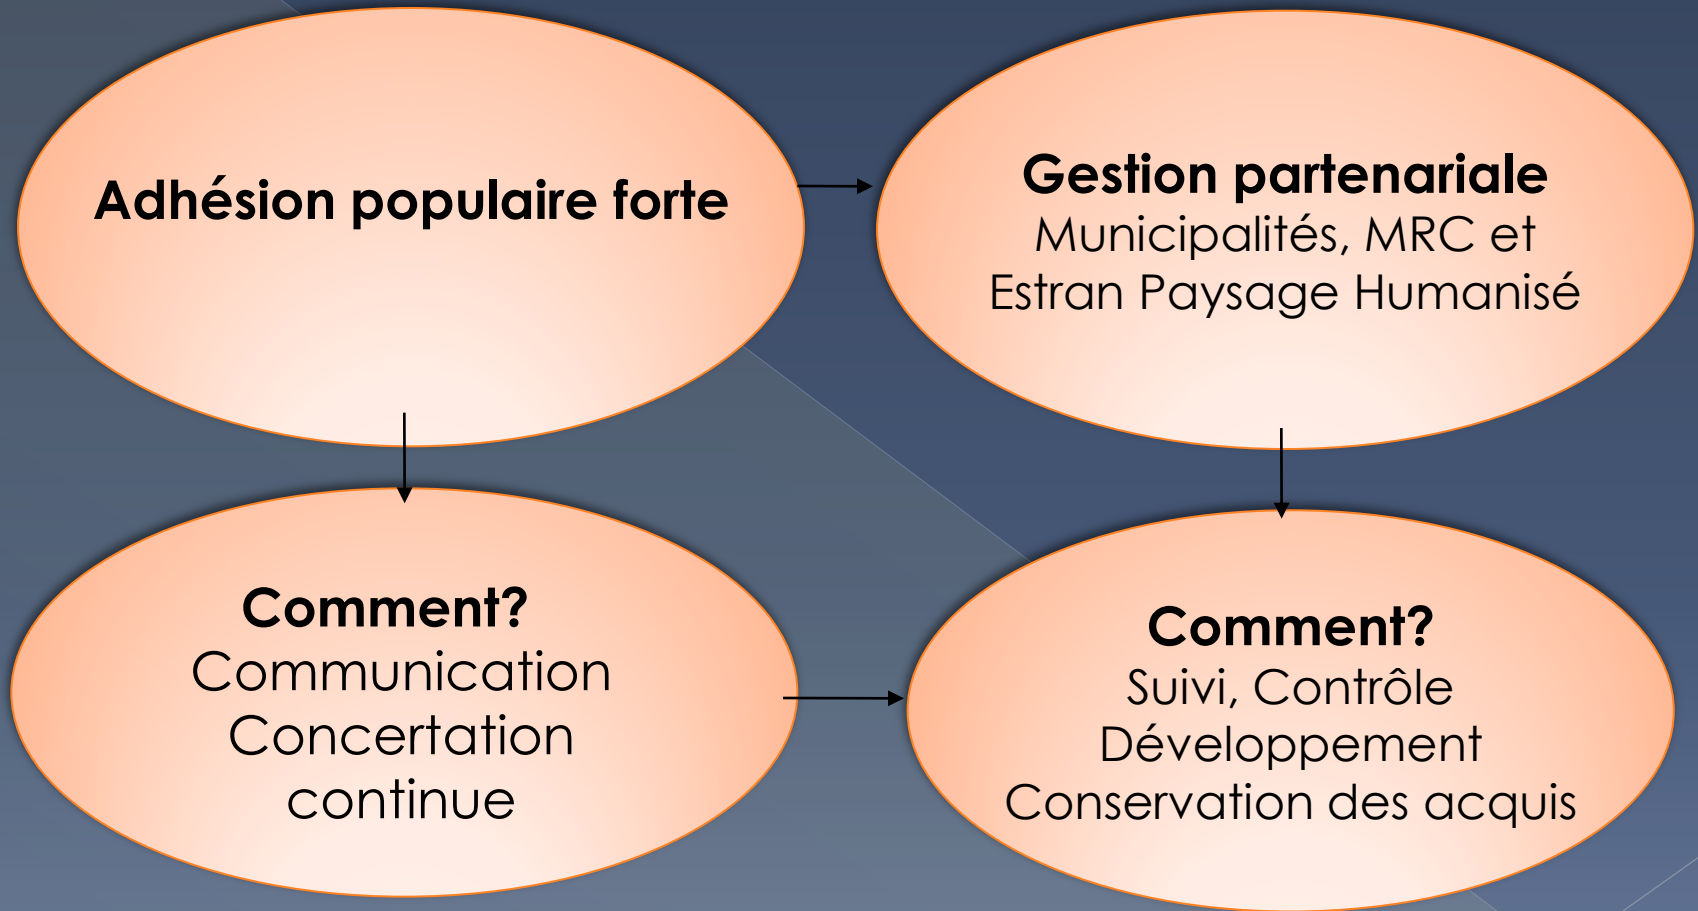 Adhésion populaire forte
Gestion partenariale
Municipalités, MRC et
Estran Paysage Humanisé
Comment?
Communication
Concertation
continue
Comment?
Suivi, Contrôle
Développement
Conservation des acquis